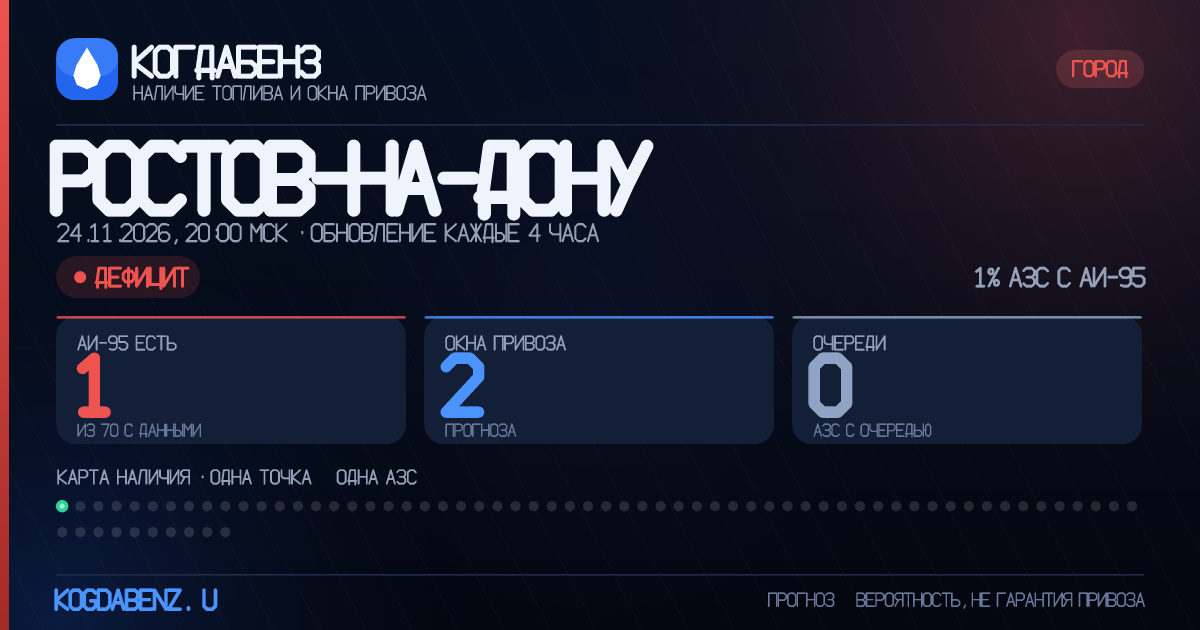 КОГДАБЕНЗ
НАЛИЧИЕ ТОПЛИВА И ОКНА ПРИВОЗА
ГОРОД
РОСТОВ-НА-ДОНУ
24.11.2026, 20:00 МСК · ОБНОВЛЕНИЕ КАЖДЫЕ 4 ЧАСА
ДЕФИЦИТ
1% АЗС С АИ-95
АИ-95 ЕСТЬ
1
ИЗ 70 С ДАННЫМИ
ОКНА ПРИВОЗА
2
ПРОГНОЗА
ОЧЕРЕДИ
0
АЗС С ОЧЕРЕДЬЮ
КАРТА НАЛИЧИЯ · ОДНА ТОЧКА ОДНА АЗС
KOGDABENZ. U
ПРОГНОЗ ВЕРОЯТНОСТЬ, НЕ ГАРАНТИЯ ПРИВОЗА